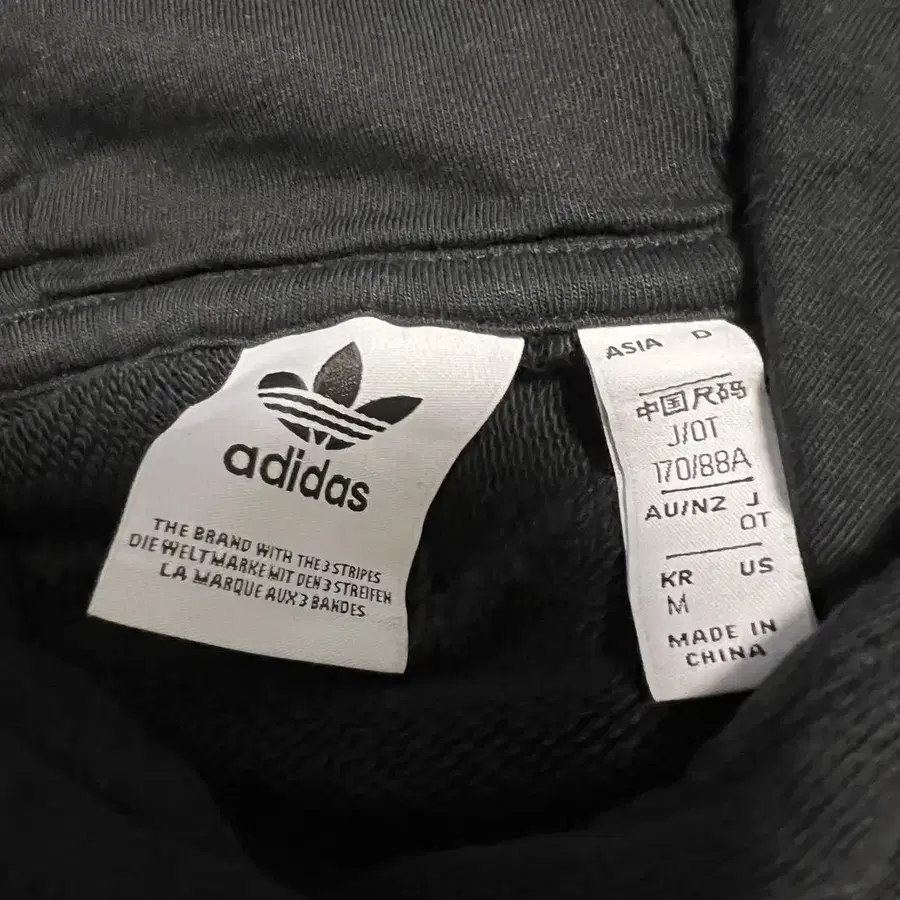 adidas
THE BRAND WITH THE 3 STRIPES
DIE WELTMARKE MIT DEN 3 STREIFEN
LA MARQUE AUX 3 BANDES
ASIA D
中国尺码
J/OT
170/88A
AU/NZ J
OT
KR US
M
MADE IN
CHINA